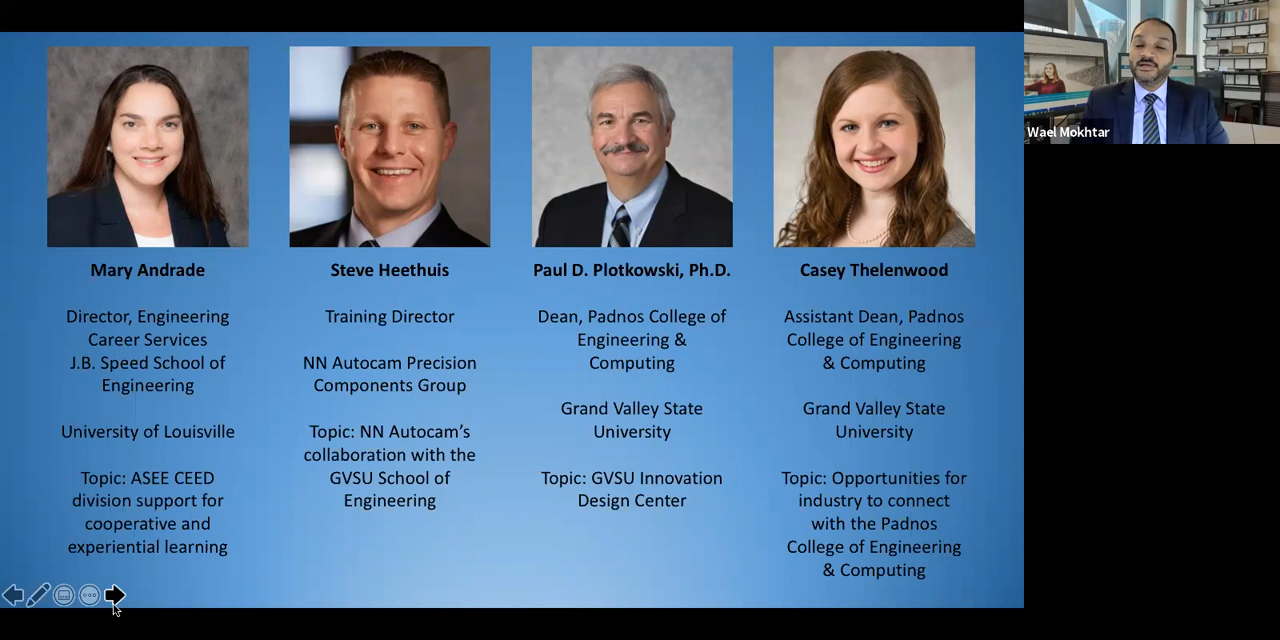 Mary Andrade
Director, Engineering
Career Services
J.B. Speed School of
Engineering
University of Louisville
Topic: ASEE CEED
division support for
cooperative and
experiential learning
Steve Heethuis
Training Director
NN Autocam Precision
Components Group
Topic: NN Autocam’s
collaboration with the
GVSU School of
Engineering
Paul D. Plotkowski, Ph.D.
Dean, Padnos College of
Engineering &
Computing
Grand Valley State
University
Topic: GVSU Innovation
Design Center
Casey Thelenwood
Assistant Dean, Padnos
College of Engineering
& Computing
Grand Valley State
University
Topic: Opportunities for
industry to connect
with the Padnos
College of Engineering
& Computing
Wael Mokhtar